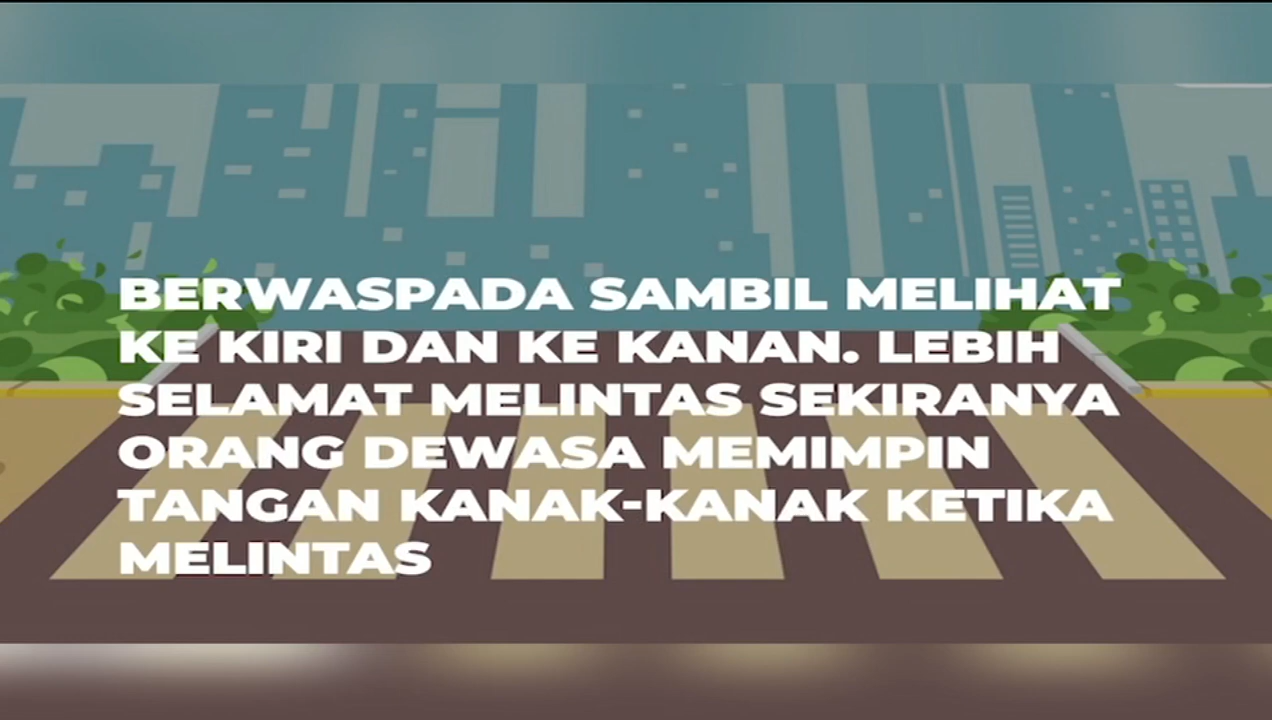 BERWASPADA SAMBIL MELIHAT
KE KIRI DAN KE KANAN. LEBIH
SELAMAT MELINTAS SEKIRANYA
ORANG DEWASA MEMIMPIN
TANGAN KANAK-KANAK KETIKA
MELINTAS